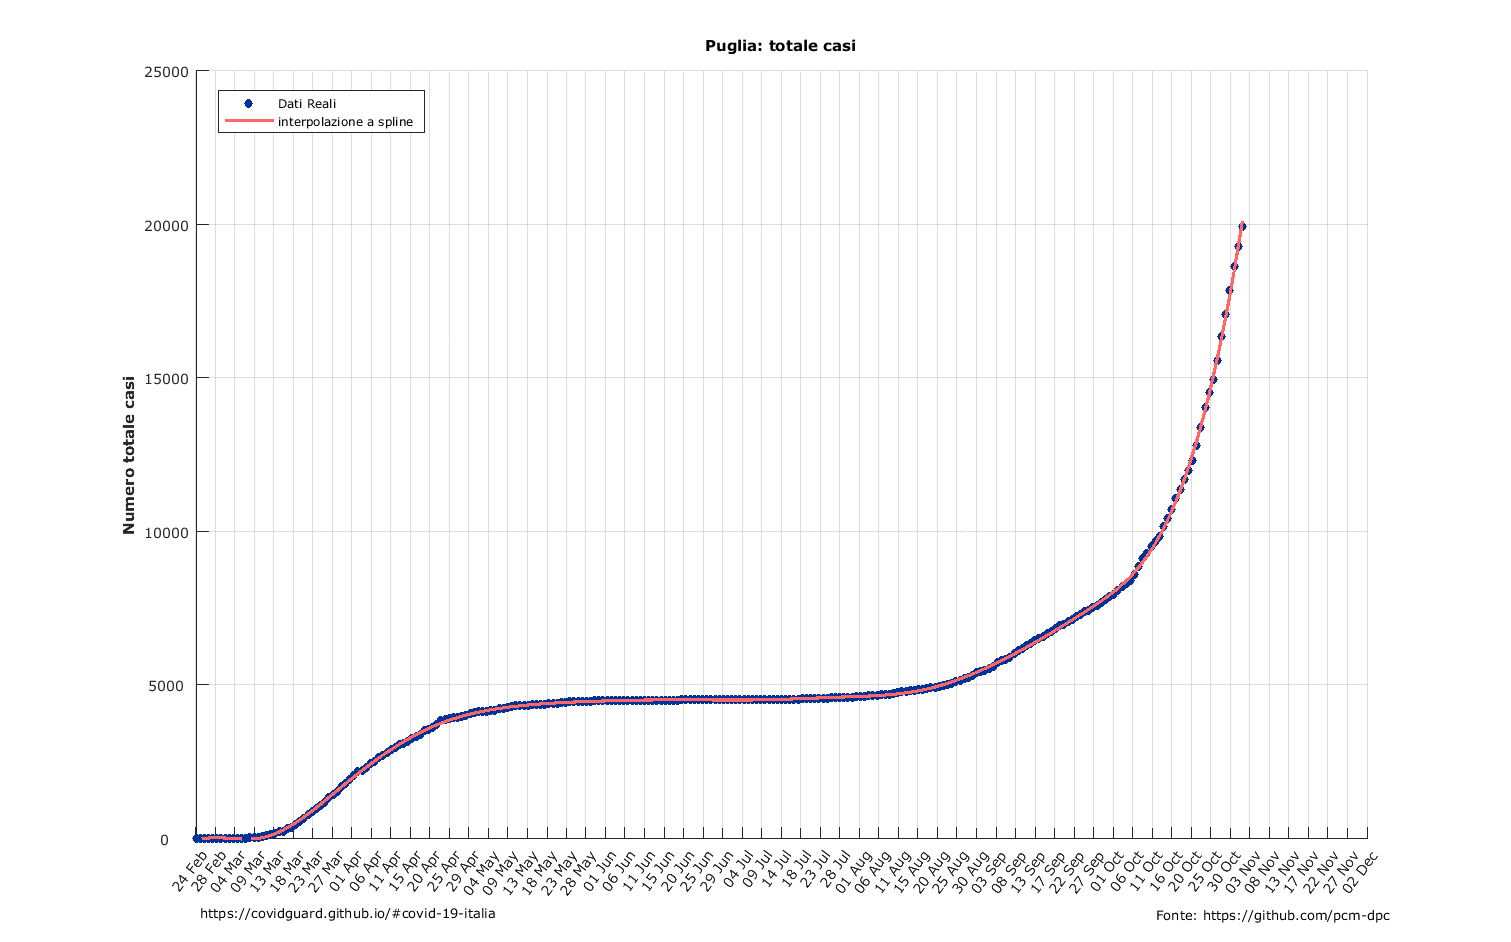 Puglia: totale casi
25000
Dati Reali
interpolazione a spline
20000
15000
10000
5000
0
Numero totale casi
24 Feb
28 Feb
04 Mar
09 Mar
13 Mar
18 Mar
23 Mar
27 Mar
01 Apr
06 Apr
11 Apr
15 Apr
20 Apr
25 Apr
29 Apr
04 May
09 May
13 May
18 May
23 May
28 May
01 Jun
06 Jun
11 Jun
15 Jun
20 Jun
25 Jun
29 Jun
04 Jul
09 Jul
14 Jul
18 Jul
23 Jul
28 Jul
01 Aug
06 Aug
11 Aug
15 Aug
20 Aug
25 Aug
30 Aug
03 Sep
08 Sep
13 Sep
17 Sep
22 Sep
27 Sep
01 Oct
06 Oct
11 Oct
16 Oct
20 Oct
25 Oct
30 Oct
03 Nov
08 Nov
13 Nov
17 Nov
22 Nov
27 Nov
02 Dec
https://covidguard.github.io/#covid-19-italia
Fonte: https://github.com/pcm-dpc